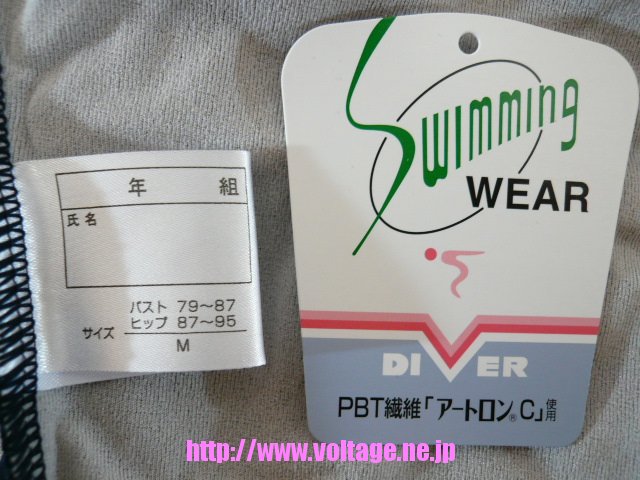 年 組
氏名
バスト 79～87
サイズ ヒップ 87～95
M
Swimming
WEAR
DIVER
PBT繊維「アートロン®C」使用
http://www.voltage.ne.jp